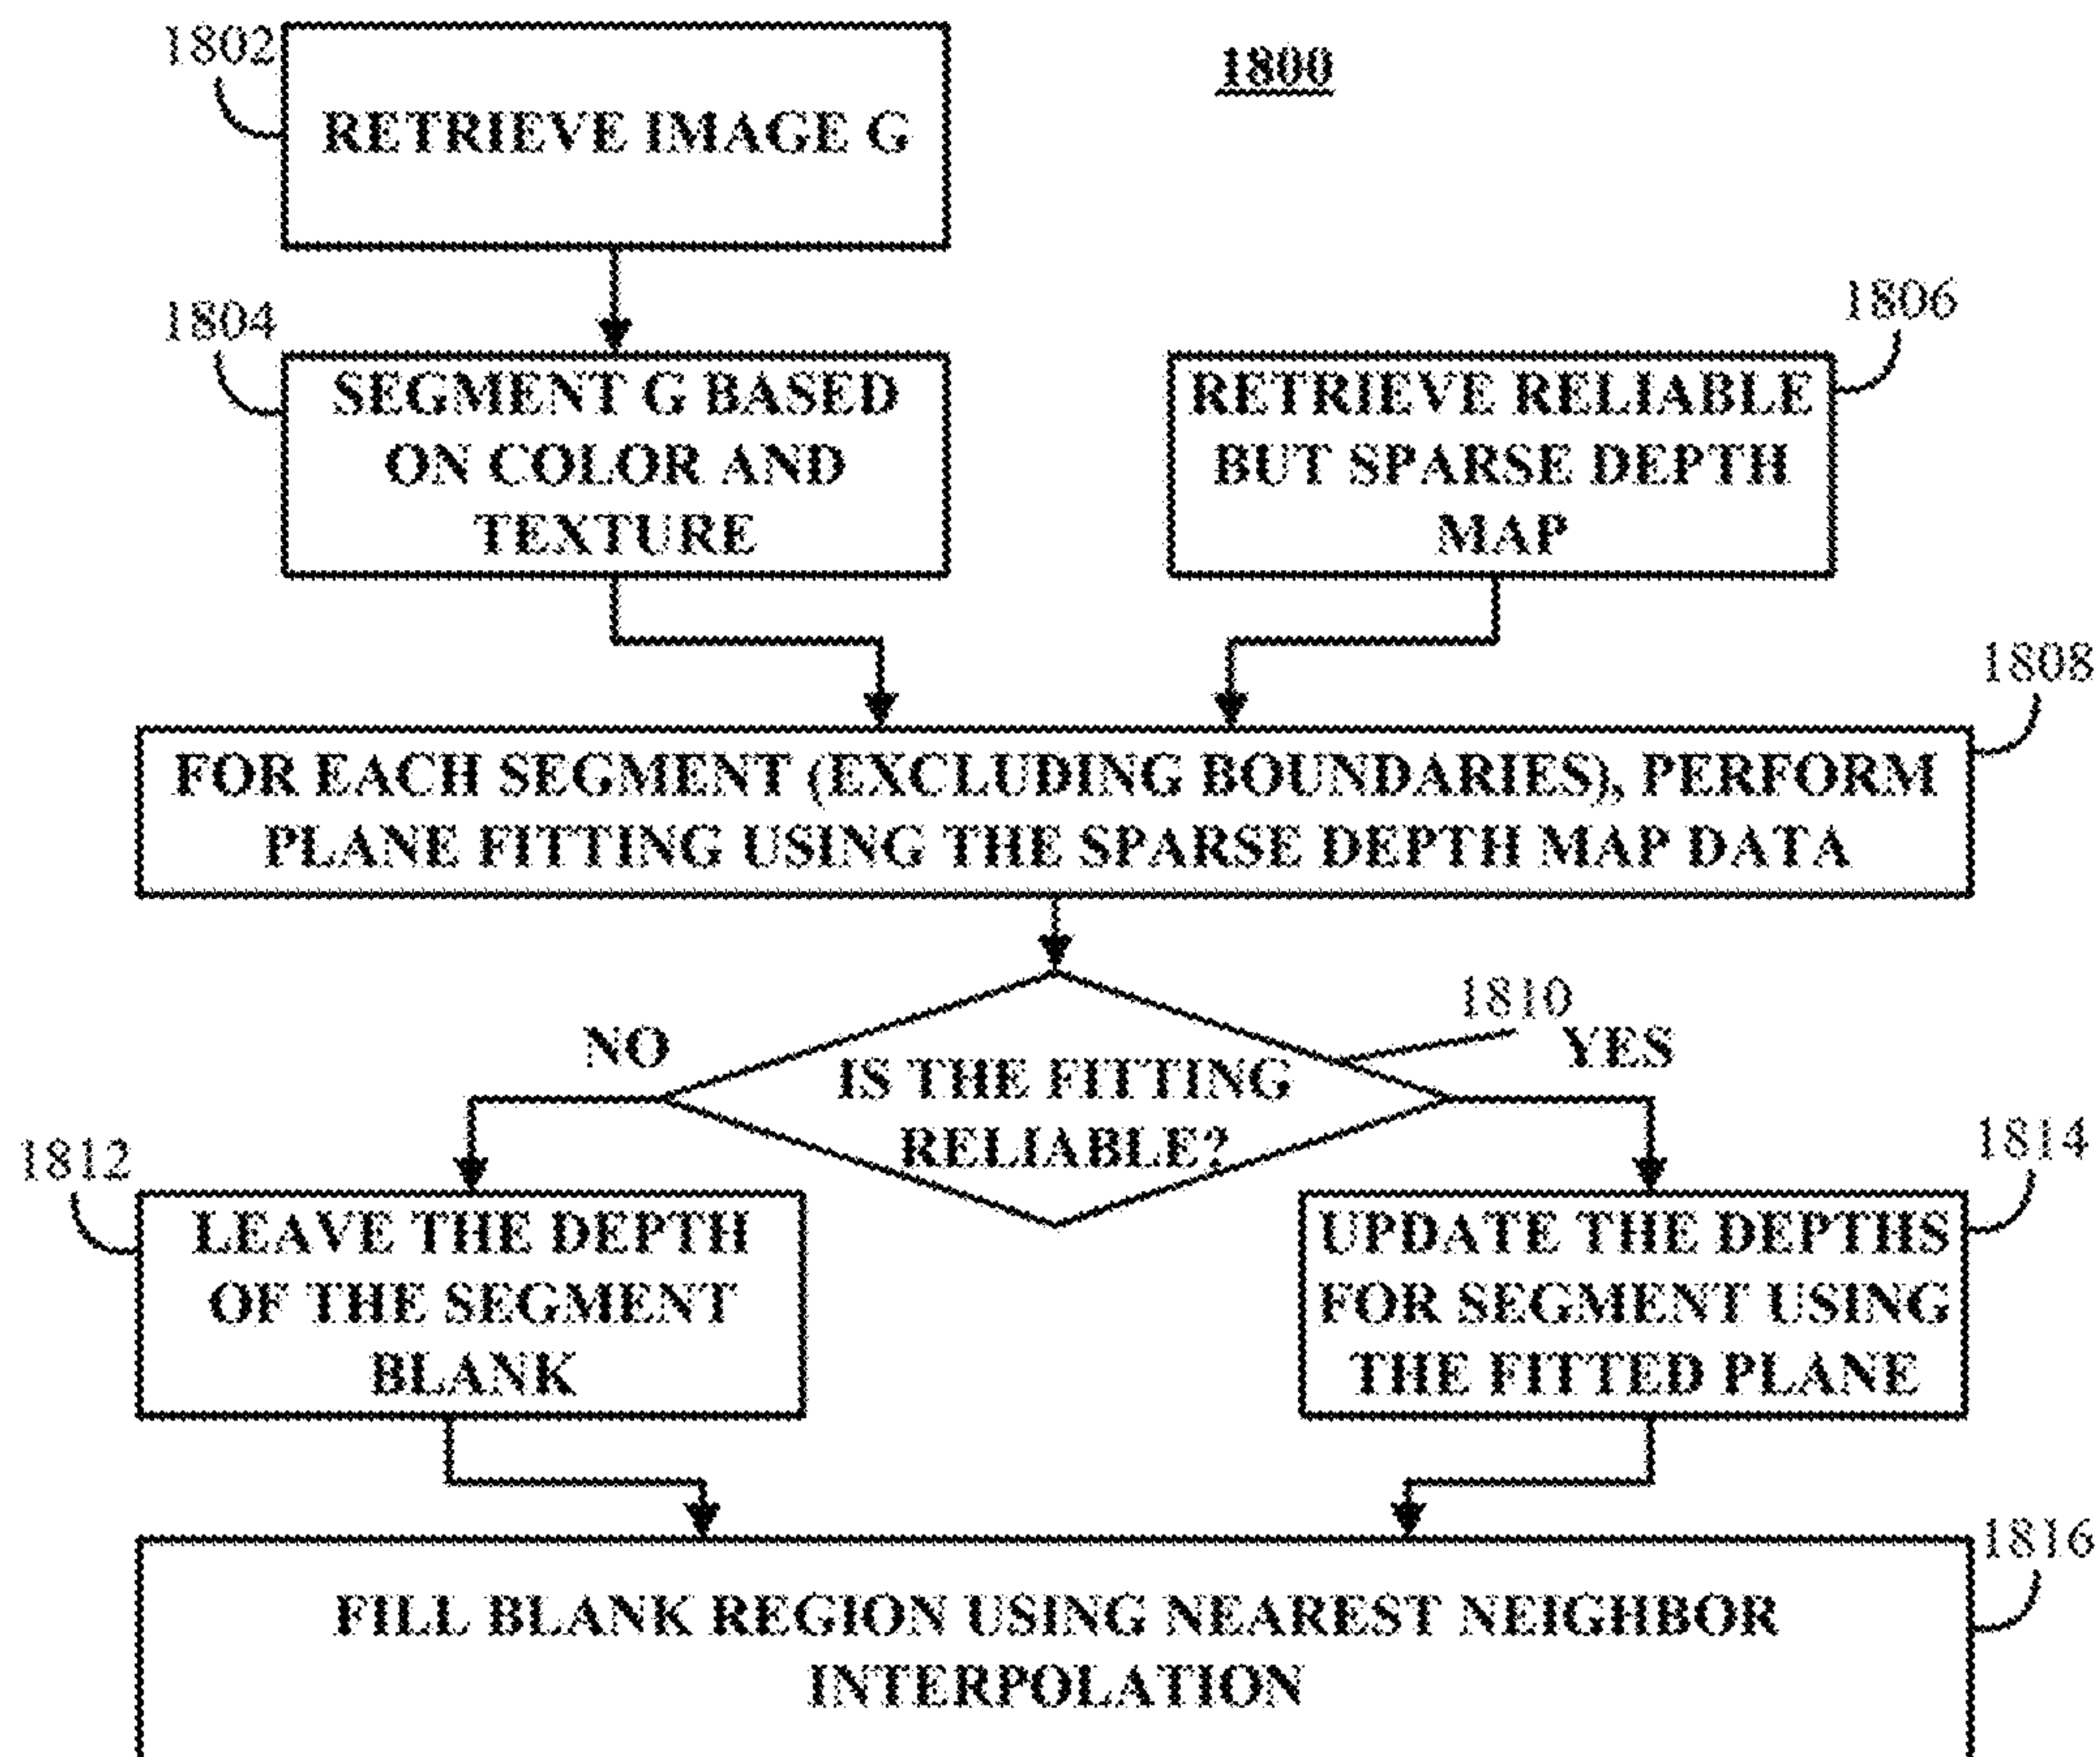 1802
1800
RETRIEVE IMAGE G
1804
1806
SEGMENT G BASED
ON COLOR AND
TEXTURE
RETRIEVE RELIABLE
BUT SPARSE DEPTH
MAP
1808
FOR EACH SEGMENT (EXCLUDING BOUNDARIES), PERFORM
PLANE FITTING USING THE SPARSE DEPTH MAP DATA
1810
NO
YES
IS THE FITTING
RELIABLE?
1812
1814
LEAVE THE DEPTH
OF THE SEGMENT
BLANK
UPDATE THE DEPTHS
FOR SEGMENT USING
THE FITTED PLANE
1816
FILL BLANK REGION USING NEAREST NEIGHBOR
INTERPOLATION